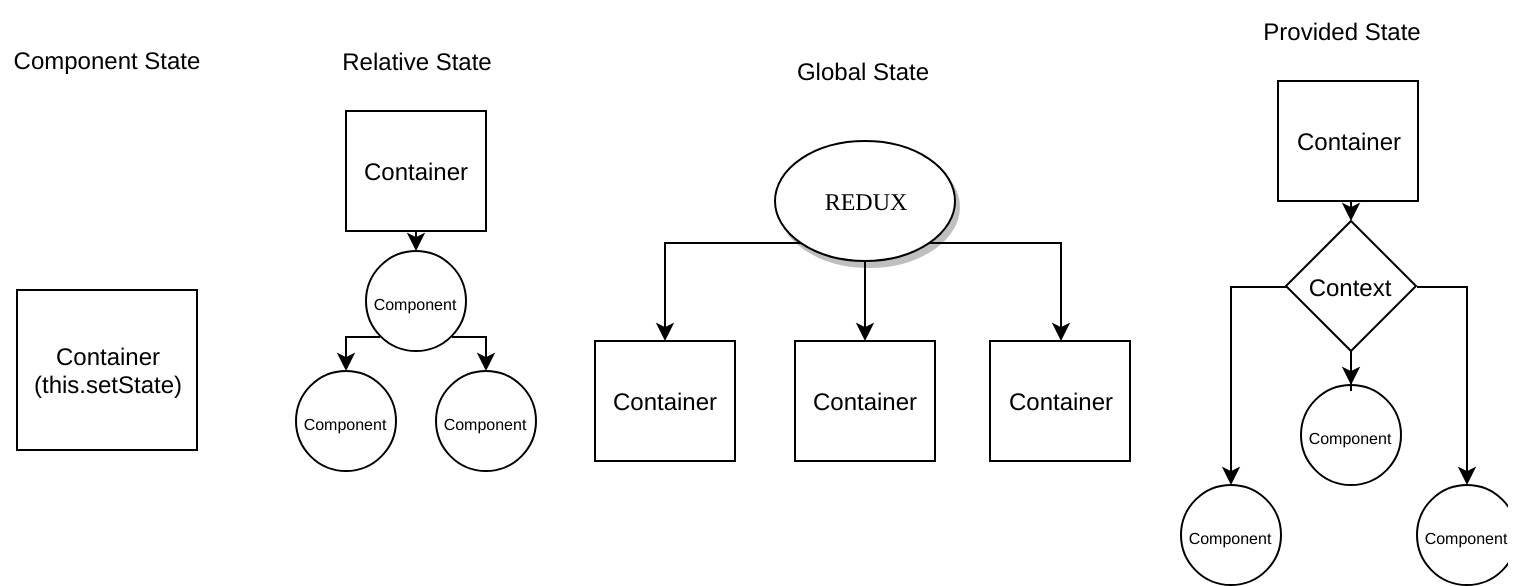 Component State
Container
(this.setState)
Relative State
Container
Component
Component
Component
Global State
REDUX
Container
Container
Container
Provided State
Container
Context
Component
Component
Component